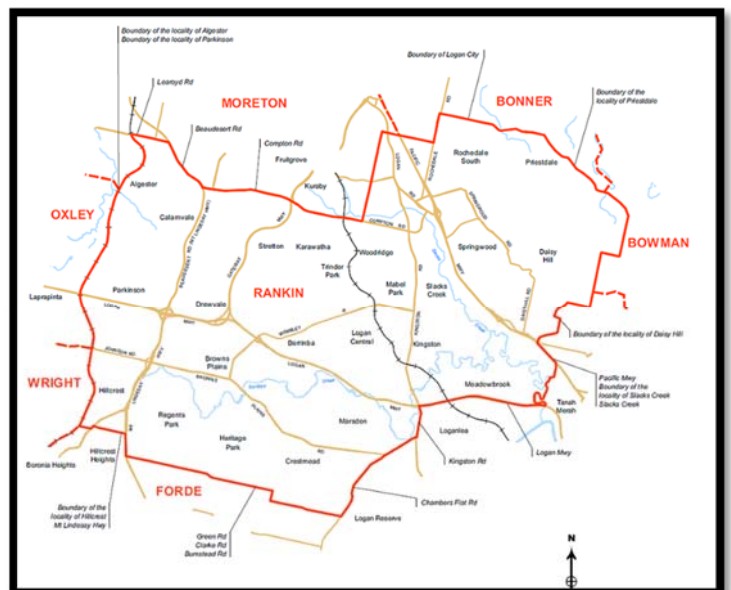 Boundary of the locality of Algester
Boundary of the locality of Parkinson
Learoyd Rd
MORETON
Boundary of Logan City
BONNER
Boundary of the
locality of Priestdale
Beaudesert Rd
Compton Rd
Fruitgrove
Rochedale
South
Priestdale
Algester
Kuraby
OXLEY
Calamvale
COMPTON RD
Stretton
Karawatha
Woodridge
Springwood
Daisy
Hill
BOWMAN
Trinder
Park
Mabel
Park
Slacks
Creek
Larapinta
Parkinson
RANKIN
Drewvale
Logan
Central
Kingston
Boundary of the locality of Daisy Hill
Berrinba
Browns
Plains
WRIGHT
Hillcrest
Meadowbrook
Pacific Mwy
Boundary of the
locality of Slacks Creek
Slacks Creek
Tanah
Merah
Regents
Park
Marsden
Heritage
Park
Loganlea
Boronia Heights
Hillcrest
Heights
Crestmead
Kingston Rd
Logan Mwy
FORDE
Chambers Flat Rd
Boundary of the
locality of Hillcrest
Mt Lindesay Hwy
Logan Reserve
Green Rd
Clarke Rd
Bumstead Rd
N